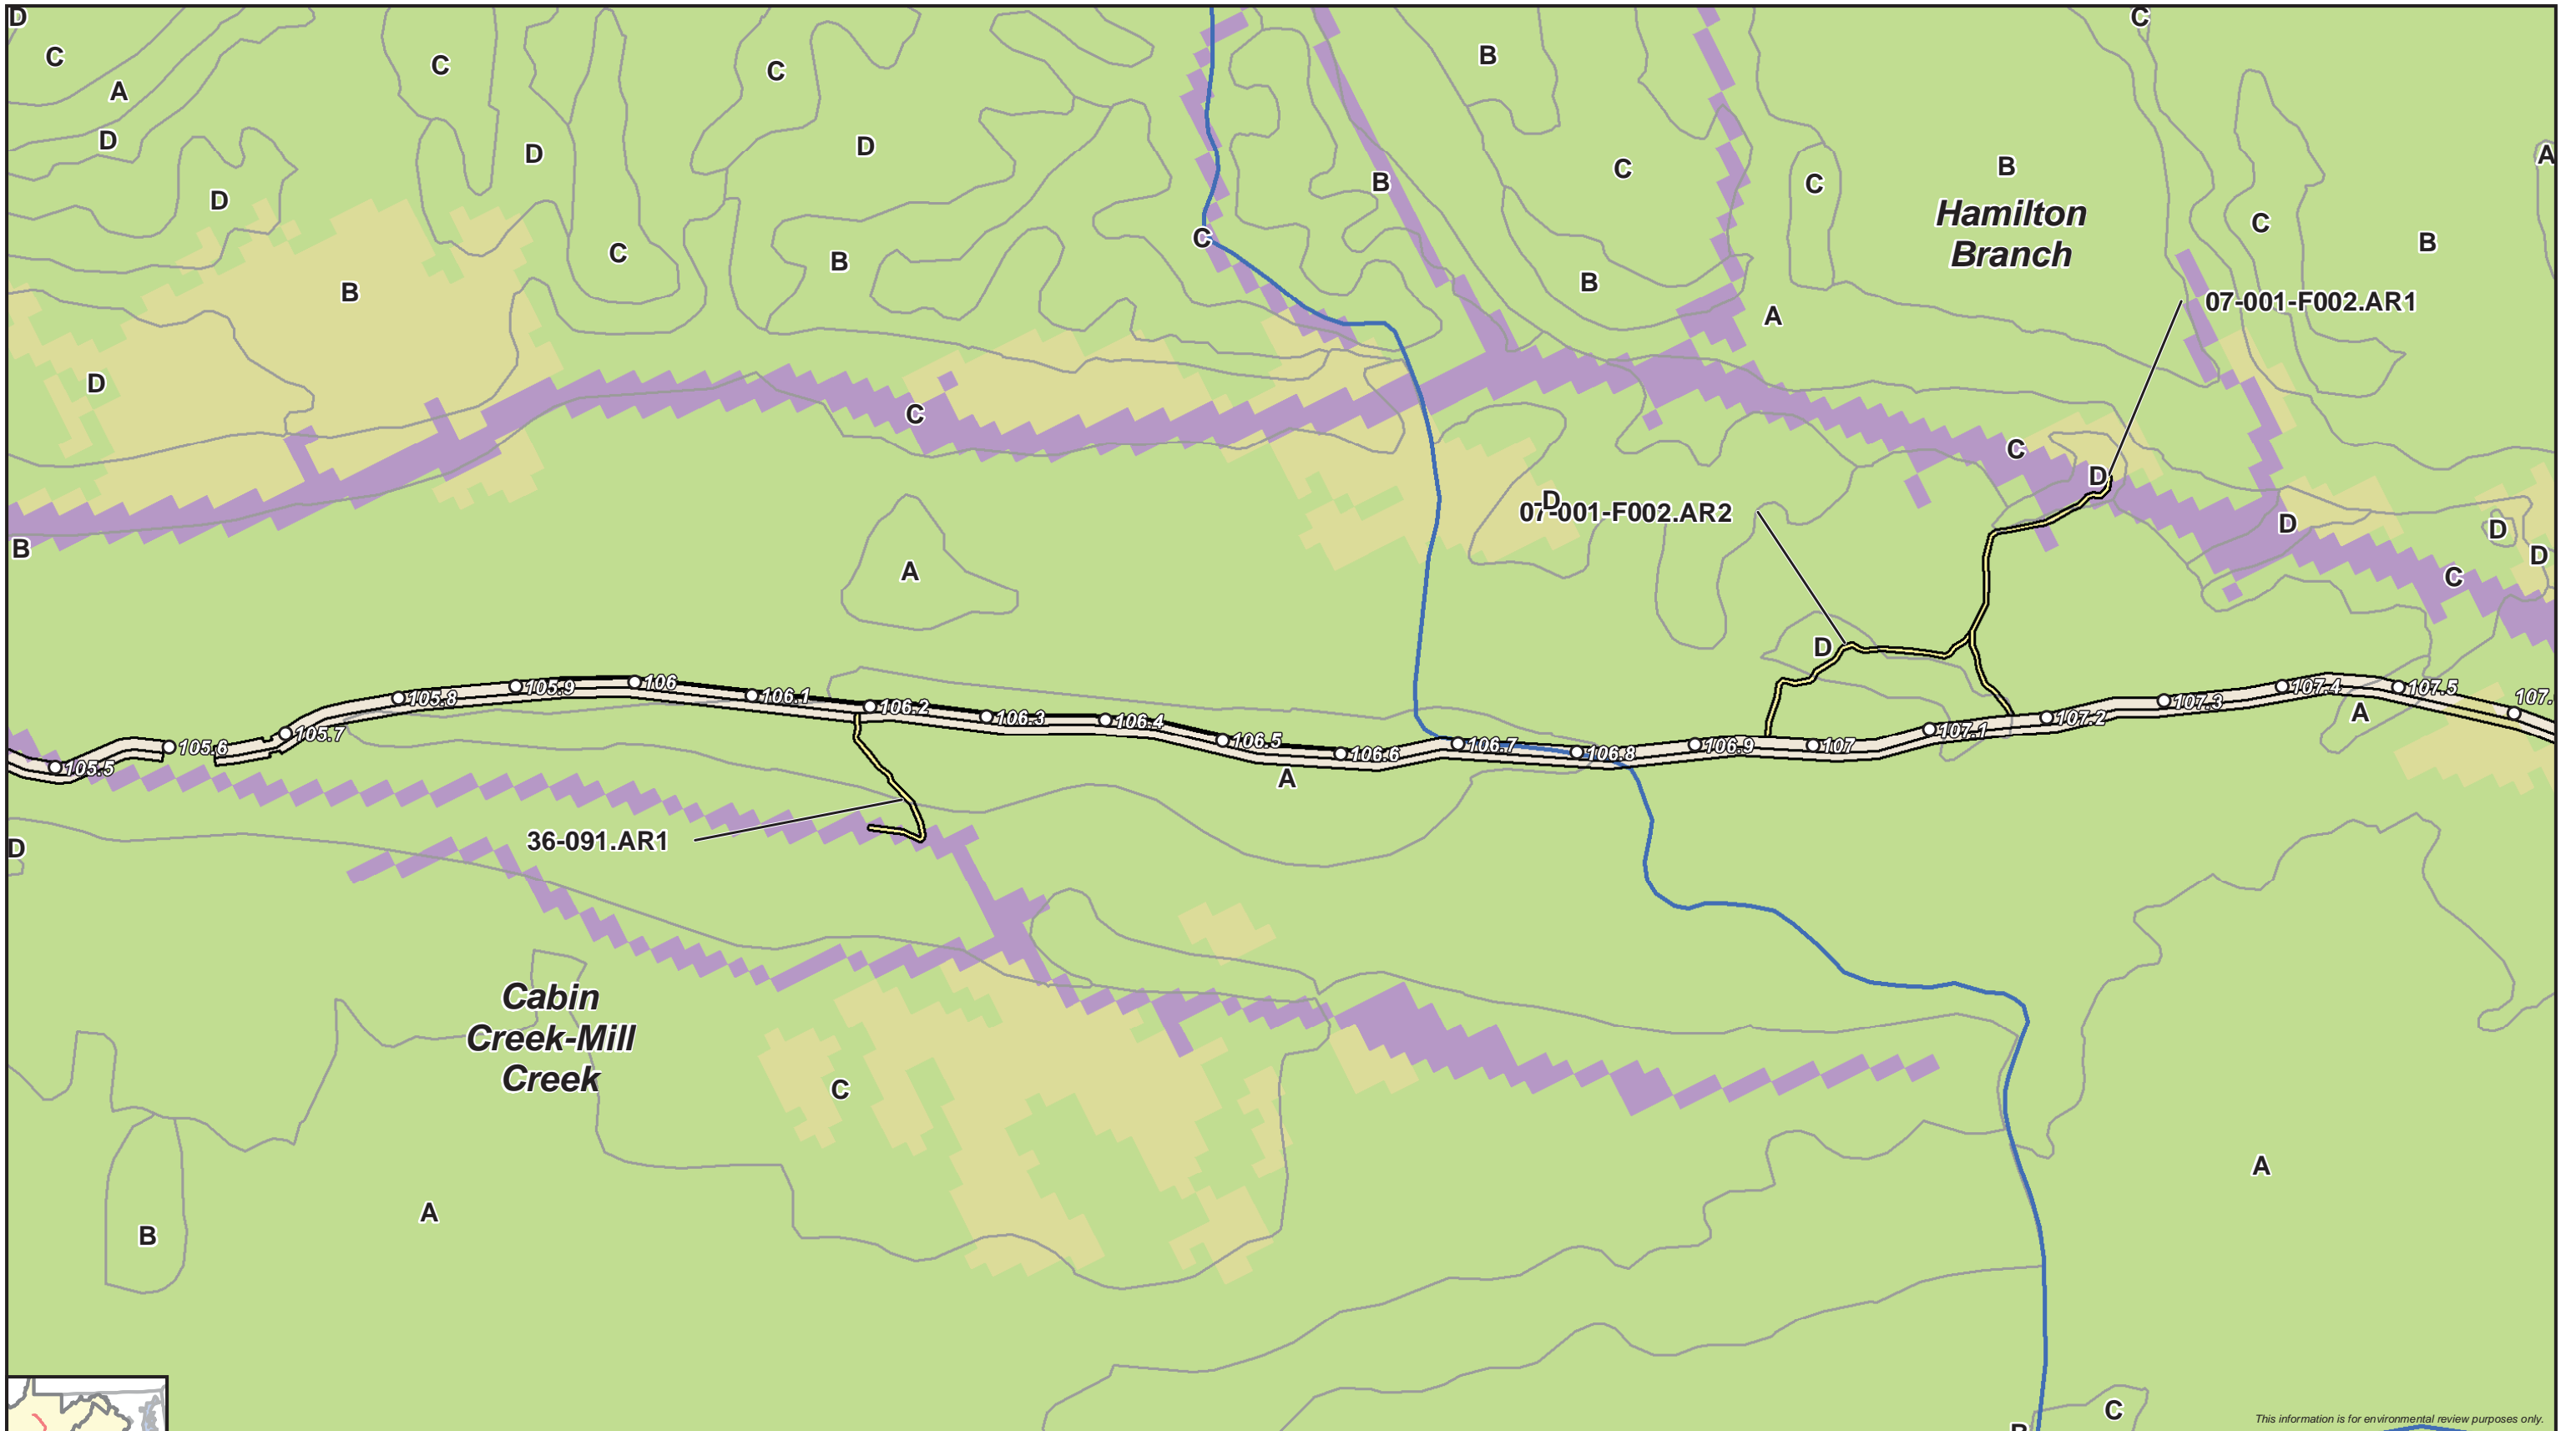 D
C
C
C
C
B
C
A
D
D
D
B
C
B
A
D
B
C
C
Hamilton
Branch
C
B
C
B
C
B
B
B
A
07-001-F002.AR1
D
C
C
D
D
07-001-F002.AR2
D
D
B
A
D
C
D
105.5
105.6
105.7
105.8
105.9
106
106.1
106.2
106.3
106.4
106.5
106.6
106.7
106.8
106.9
107
107.1
107.2
107.3
107.4
107.5
107.
A
A
D
36-091.AR1
Cabin
Creek-Mill
Creek
C
A
B
A
C
This information is for environmental review purposes only.